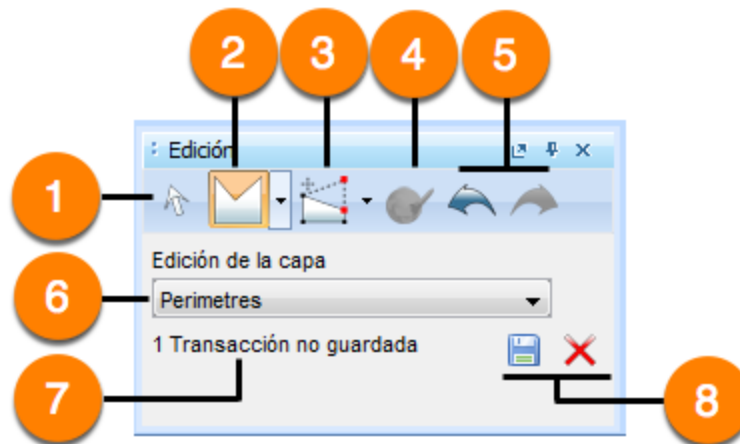 2 3 4 5
Edición
1
Edición de la capa
6 Perimetres
1 Transacción no guardada
7
8